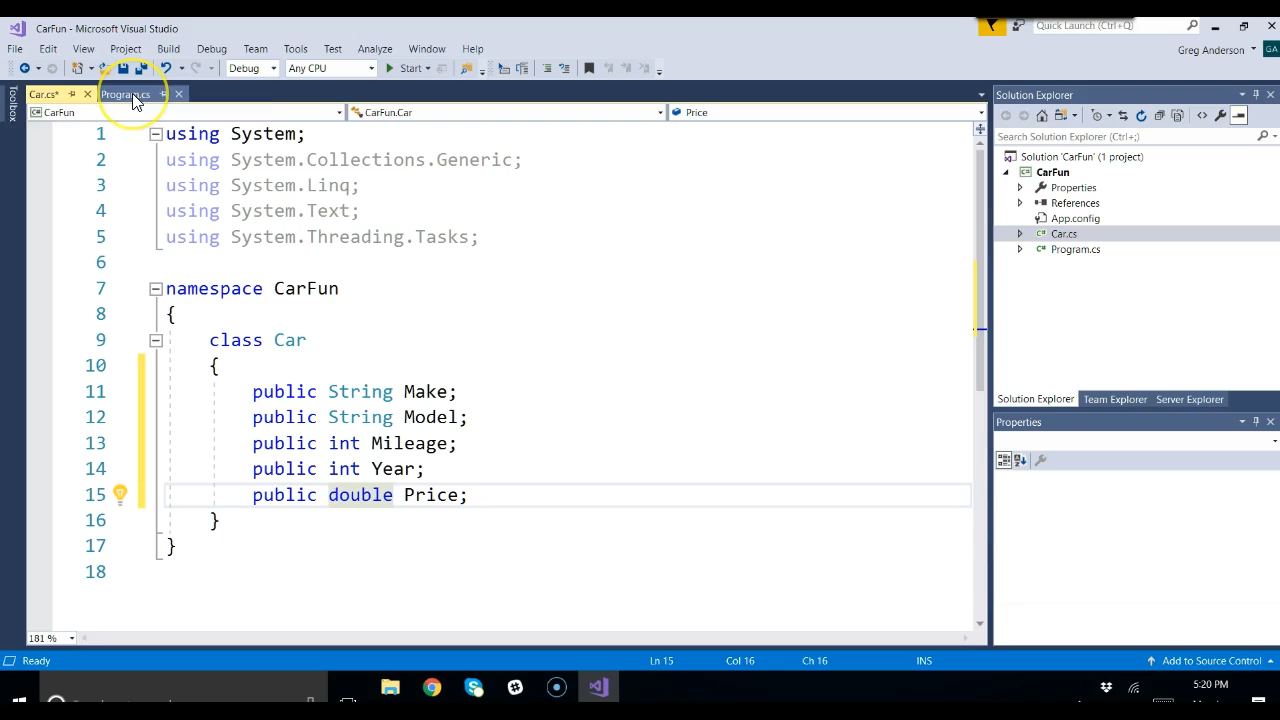 CarFun - Microsoft Visual Studio
Quick Launch (Ctrl+Q)
File Edit View Project Build Debug Team Tools Test Analyze Window Help
Greg Anderson
GA
Debug Any CPU Start
Toolbox
Car.cs* Program.cs
CarFun CarFun.Car Price
1 using System;
2 using System.Collections.Generic;
3 using System.Linq;
4 using System.Text;
5 using System.Threading.Tasks;
6
7 namespace CarFun
8 {
9 class Car
10 {
11 public String Make;
12 public String Model;
13 public int Mileage;
14 public int Year;
15 public double Price;
16 }
17 }
18
181 %
Solution Explorer
Search Solution Explorer (Ctrl+;)
Solution 'CarFun' (1 project)
CarFun
Properties
References
App.config
Car.cs
Program.cs
Solution Explorer Team Explorer Server Explorer
Properties
Ready Ln 15 Col 16 Ch 16 INS Add to Source Control
5:20 PM